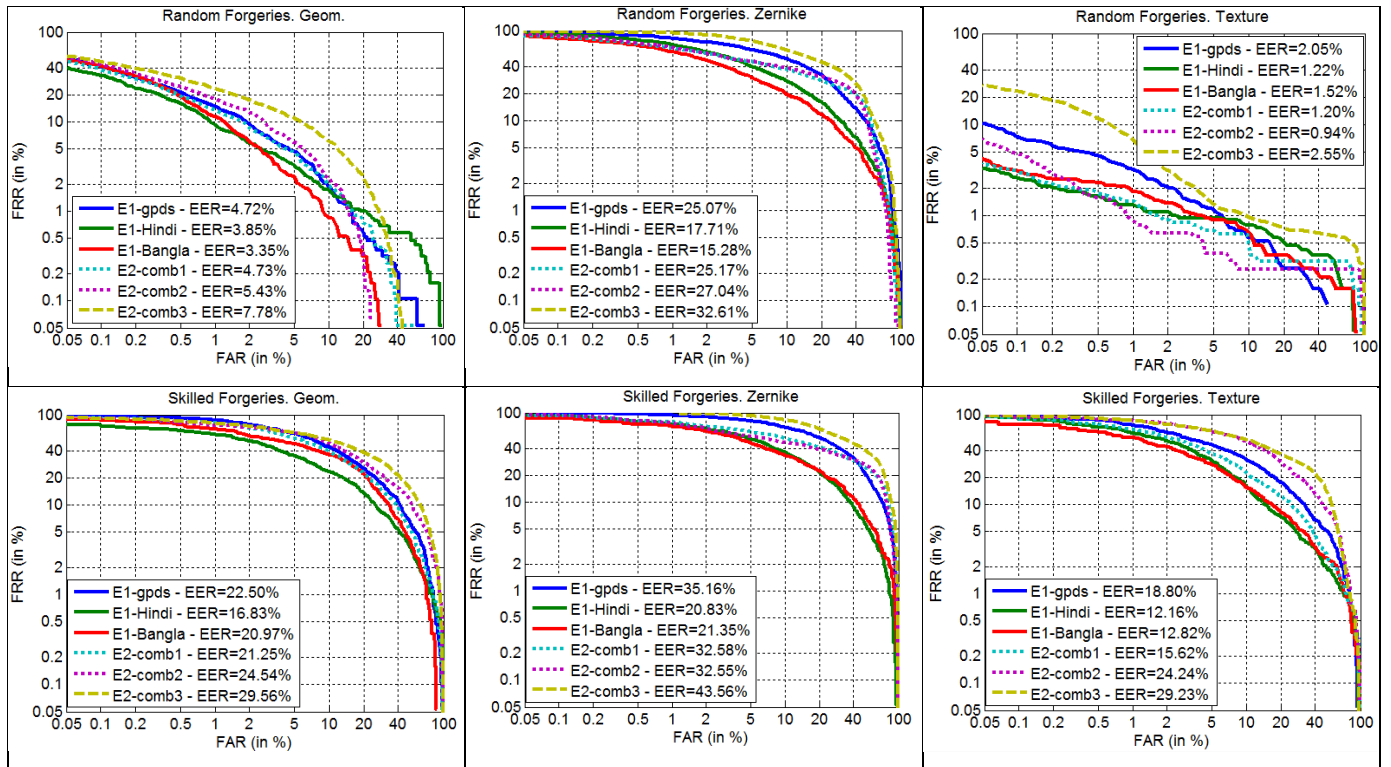 Random Forgeries. Geom.
FRR (in %)
100
40
20
10
5
2
1
0.5
0.2
0.1
0.05
E1-gpds - EER=4.72%
E1-Hindi - EER=3.85%
E1-Bangla - EER=3.35%
E2-comb1 - EER=4.73%
E2-comb2 - EER=5.43%
E2-comb3 - EER=7.78%
0.05 0.1 0.2 0.5 1 2 5 10 20 40 100
FAR (in %)
Random Forgeries. Zernike
FRR (in %)
100
40
20
10
5
2
1
0.5
0.2
0.1
0.05
E1-gpds - EER=25.07%
E1-Hindi - EER=17.71%
E1-Bangla - EER=15.28%
E2-comb1 - EER=25.17%
E2-comb2 - EER=27.04%
E2-comb3 - EER=32.61%
0.05 0.1 0.2 0.5 1 2 5 10 20 40 100
FAR (in %)
Random Forgeries. Texture
FRR (in %)
100
40
20
10
5
2
1
0.5
0.2
0.1
0.05
E1-gpds - EER=2.05%
E1-Hindi - EER=1.22%
E1-Bangla - EER=1.52%
E2-comb1 - EER=1.20%
E2-comb2 - EER=0.94%
E2-comb3 - EER=2.55%
0.05 0.1 0.2 0.5 1 2 5 10 20 40 100
FAR (in %)
Skilled Forgeries. Geom.
FRR (in %)
100
40
20
10
5
2
1
0.5
0.2
0.1
0.05
E1-gpds - EER=22.50%
E1-Hindi - EER=16.83%
E1-Bangla - EER=20.97%
E2-comb1 - EER=21.25%
E2-comb2 - EER=24.54%
E2-comb3 - EER=29.56%
0.05 0.1 0.2 0.5 1 2 5 10 20 40 100
FAR (in %)
Skilled Forgeries. Zernike
FRR (in %)
100
40
20
10
5
2
1
0.5
0.2
0.1
0.05
E1-gpds - EER=35.16%
E1-Hindi - EER=20.83%
E1-Bangla - EER=21.35%
E2-comb1 - EER=32.58%
E2-comb2 - EER=32.55%
E2-comb3 - EER=43.56%
0.05 0.1 0.2 0.5 1 2 5 10 20 40 100
FAR (in %)
Skilled Forgeries. Texture
FRR (in %)
100
40
20
10
5
2
1
0.5
0.2
0.1
0.05
E1-gpds - EER=18.80%
E1-Hindi - EER=12.16%
E1-Bangla - EER=12.82%
E2-comb1 - EER=15.62%
E2-comb2 - EER=24.24%
E2-comb3 - EER=29.23%
0.05 0.1 0.2 0.5 1 2 5 10 20 40 100
FAR (in %)